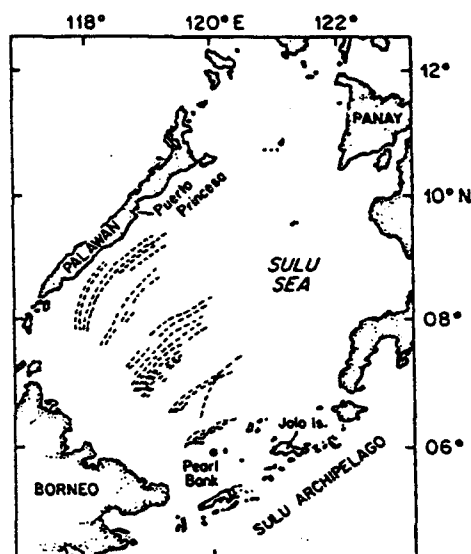 118° 120°E 122°
12°
PANAY
Puerto
Princesa
10° N
PALAWAN
SULU
SEA
08°
Jolo Is.
06°
Pearl
Bank
BORNEO
SULU ARCHIPELAGO